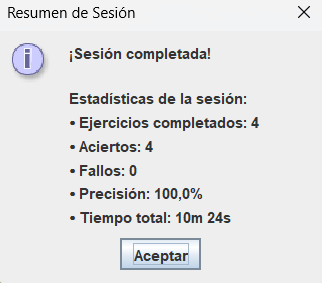 Resumen de Sesión
¡Sesión completada!
Estadísticas de la sesión:
• Ejercicios completados: 4
• Aciertos: 4
• Fallos: 0
• Precisión: 100,0%
• Tiempo total: 10m 24s
Aceptar